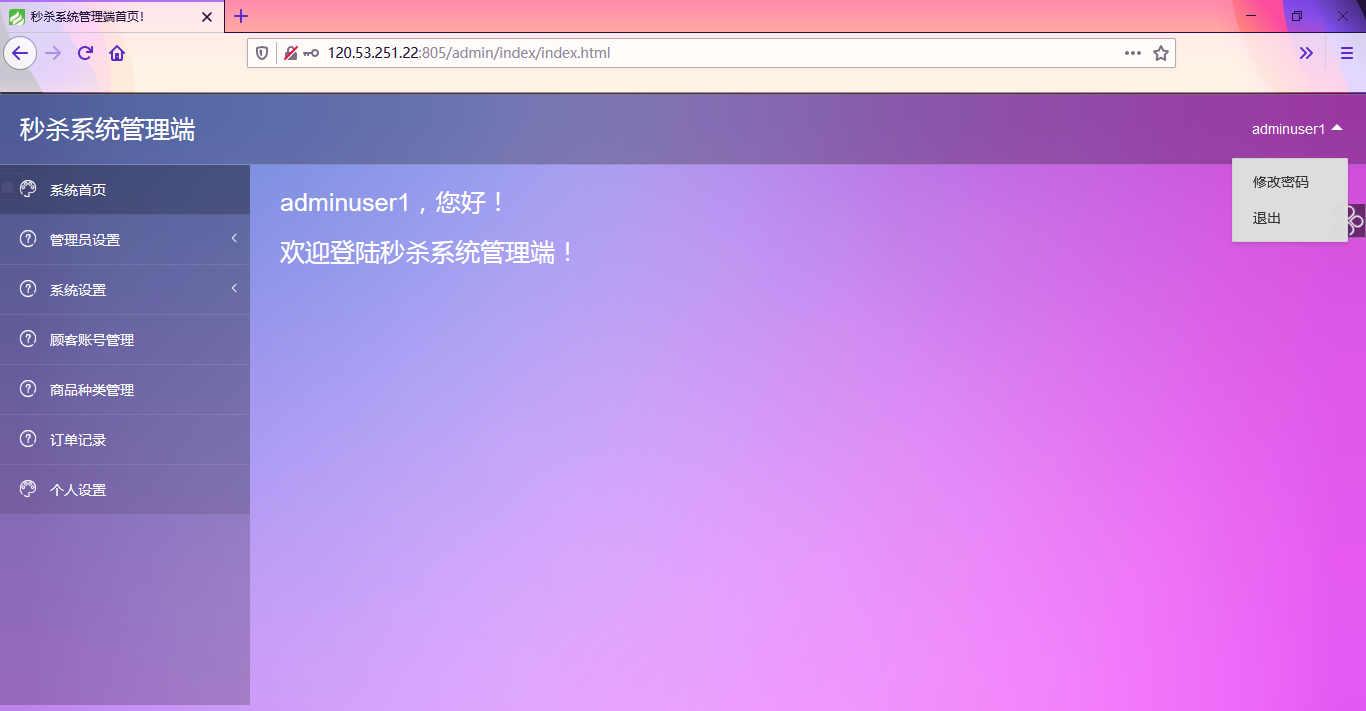 秒杀系统管理端首页!
120.53.251.22:805/admin/index/index.html
秒杀系统管理端
adminuser1
修改密码
退出
系统首页
管理员设置
系统设置
顾客账号管理
商品种类管理
订单记录
个人设置
adminuser1，您好！
欢迎登陆秒杀系统管理端！